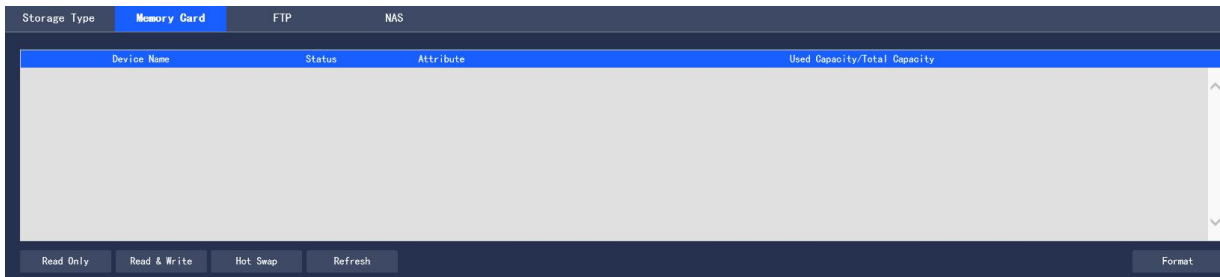 Storage Type Memory Card FTP NAS
Device Name Status Attribute Used Capacity/Total Capacity
Read Only Read & Write Hot Swap Refresh Format